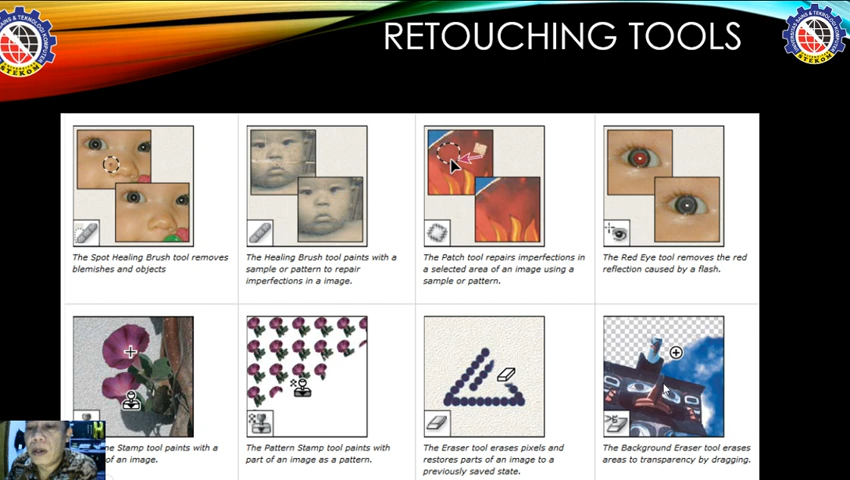 RETOUCHING TOOLS
UNIVERSITAS SAINS & TEKNOLOGI KOMPUTER
STEKOM
The Spot Healing Brush tool removes
blemishes and objects
The Healing Brush tool paints with a
sample or pattern to repair
imperfections in a image.
The Patch tool repairs imperfections in
a selected area of an image using a
sample or pattern.
The Red Eye tool removes the red
reflection caused by a flash.
Stamp tool paints with a
of an image.
The Pattern Stamp tool paints with
part of an image as a pattern.
The Eraser tool erases pixels and
restores parts of an image to a
previously saved state.
The Background Eraser tool erases
areas to transparency by dragging.